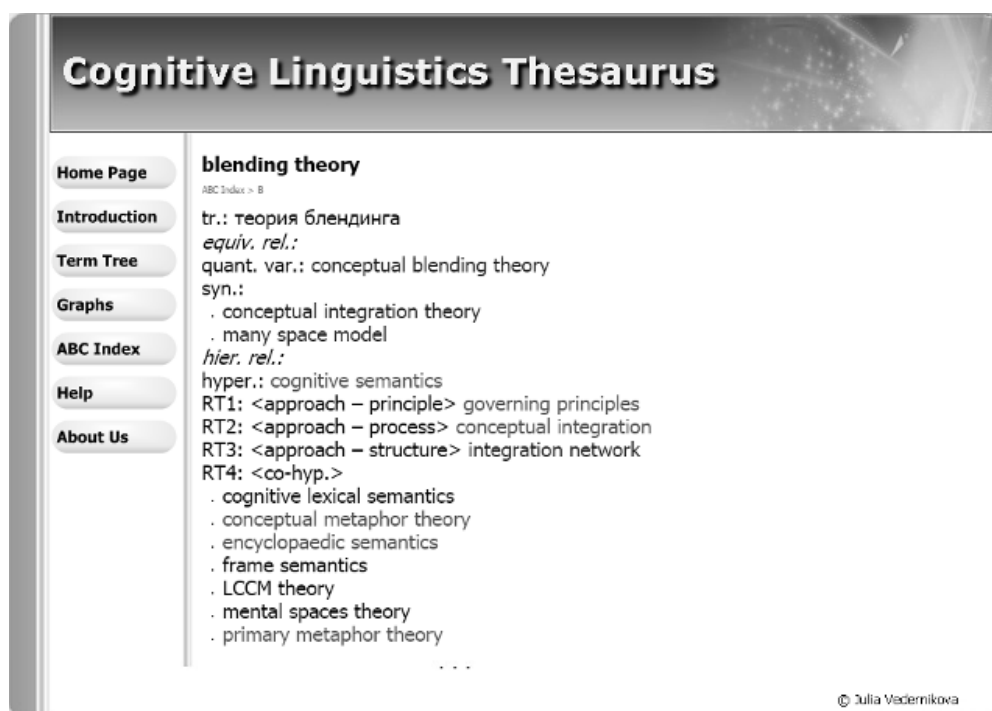 Cognitive Linguistics Thesaurus
Home Page
Introduction
Term Tree
Graphs
ABC Index
Help
About Us
blending theory
ABC Index > B
tr.: теория блендинга
equiv. rel.:
quant. var.: conceptual blending theory
syn.:
. conceptual integration theory
. many space model
hier. rel.:
hyper.: cognitive semantics
RT1: <approach – principle> governing principles
RT2: <approach – process> conceptual integration
RT3: <approach – structure> integration network
RT4: <co-hyp.>
. cognitive lexical semantics
. conceptual metaphor theory
. encyclopaedic semantics
. frame semantics
. LCCM theory
. mental spaces theory
. primary metaphor theory
. . .
© Julia Vedernikova